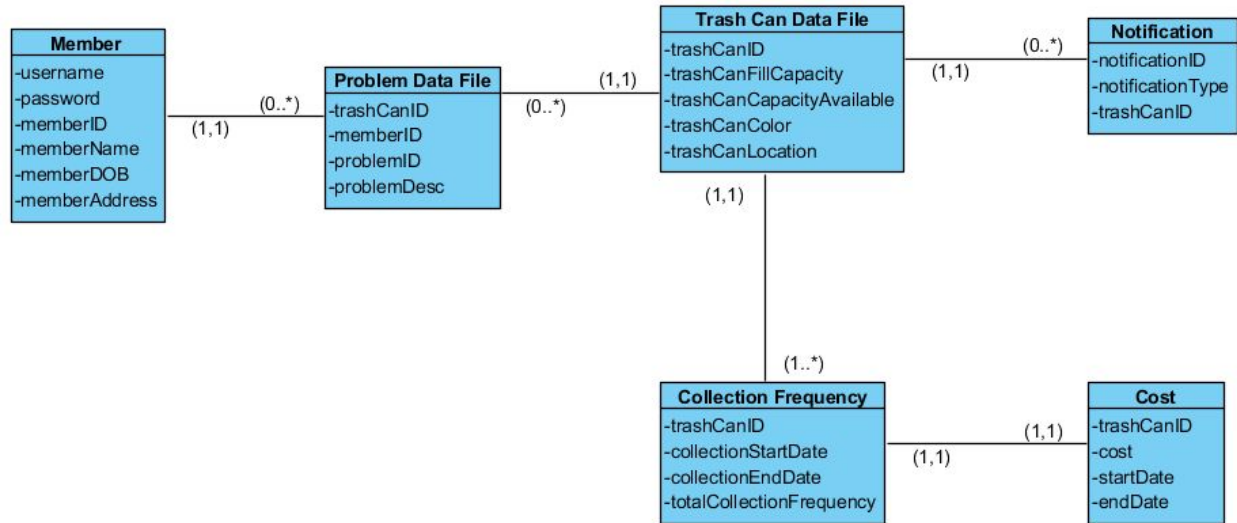 Member
-username
-password
-memberID
-memberName
-memberDOB
-memberAddress
(1,1)
(0..*)
Problem Data File
-trashCanID
-memberID
-problemID
-problemDesc
(0..*)
(1,1)
Trash Can Data File
-trashCanID
-trashCanFillCapacity
-trashCanCapacityAvailable
-trashCanColor
-trashCanLocation
(1,1)
(0..*)
Notification
-notificationID
-notificationType
-trashCanID
(1,1)
(1..*)
Collection Frequency
-trashCanID
-collectionStartDate
-collectionEndDate
-totalCollectionFrequency
(1,1)
(1,1)
Cost
-trashCanID
-cost
-startDate
-endDate